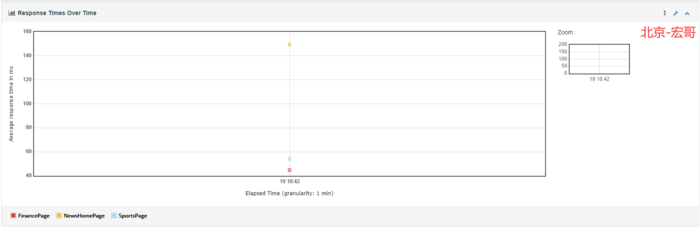 Response Times Over Time
北京-宏哥
Zoom :
160
140
120
100
80
60
40
Average response time in ms
19 10:42
Elapsed Time (granularity: 1 min)
200
150
100
50
0
19 10:42
FinancePage NewsHomePage SportsPage